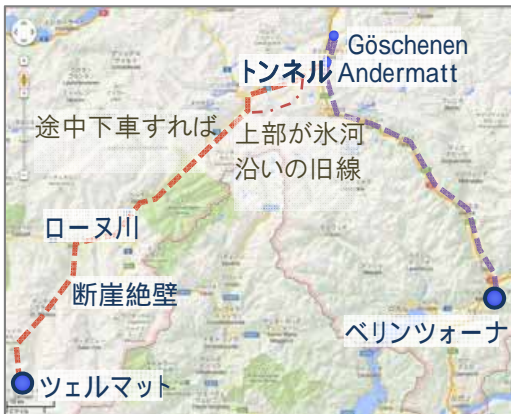 Göschenen
トンネル Andermatt
途中下車すれば
上部が氷河
沿いの旧線
ローヌ川
断崖絶壁
ベリンツォーナ
ツェルマット